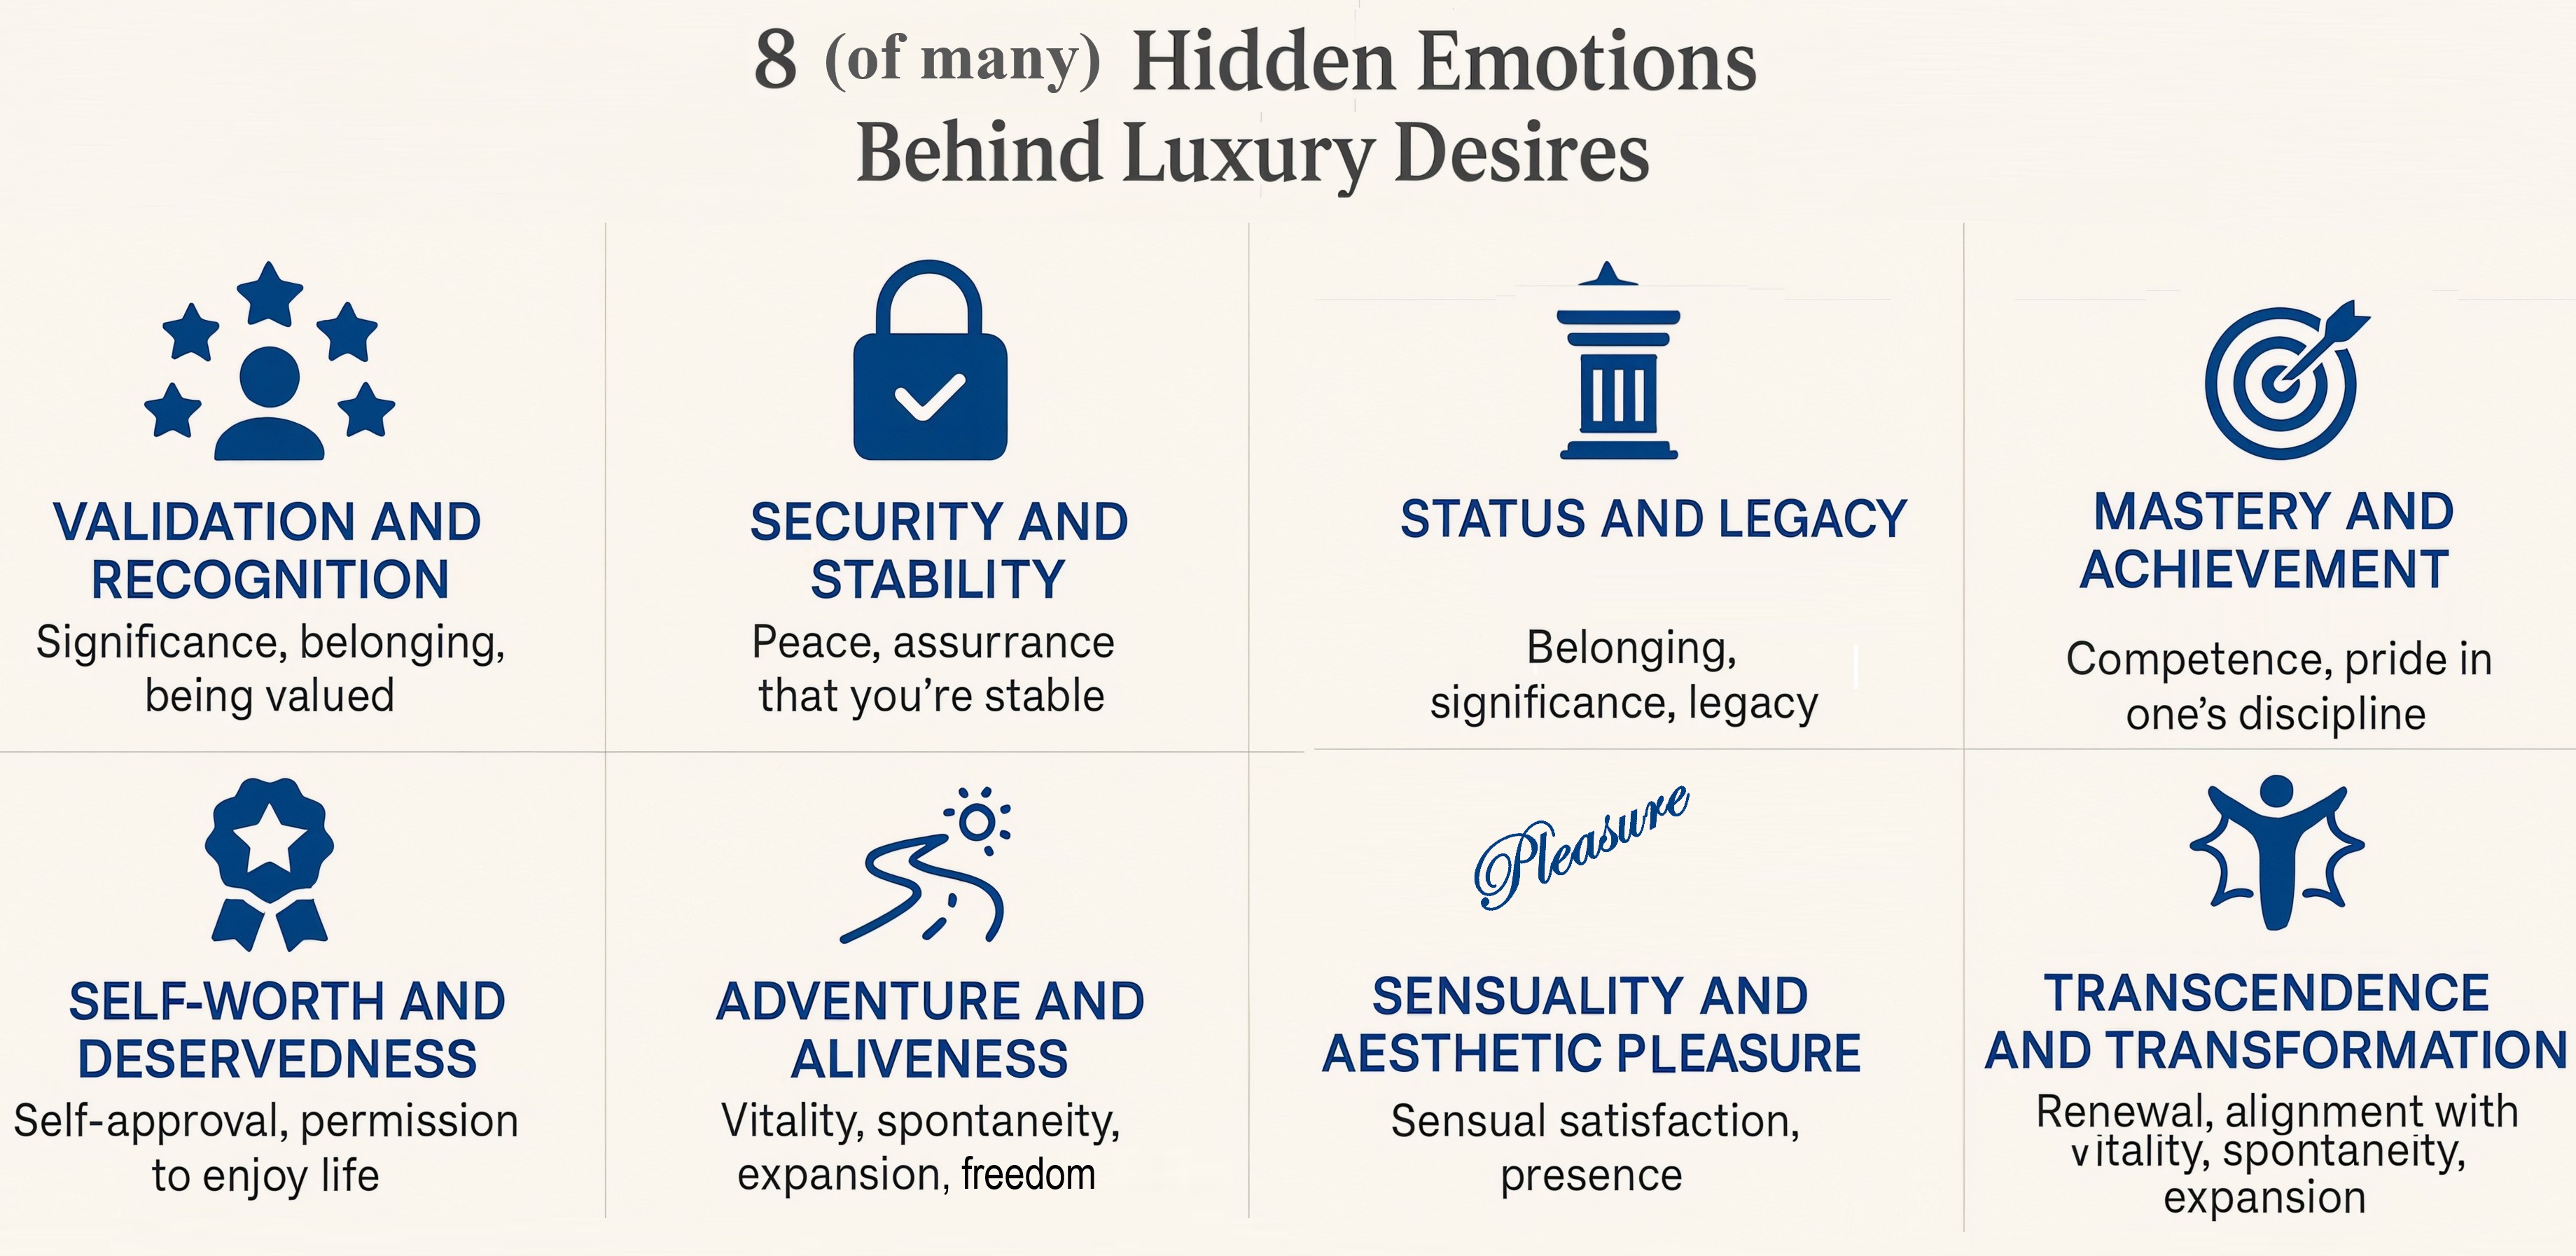 8 (of many) Hidden Emotions
Behind Luxury Desires
VALIDATION AND
RECOGNITION
Significance, belonging,
being valued
SECURITY AND
STABILITY
Peace, assurrance
that you're stable
STATUS AND LEGACY
Belonging,
significance, legacy
MASTERY AND
ACHIEVEMENT
Competence, pride in
one's discipline
SELF-WORTH AND
DESERVEDNESS
Self-approval, permission
to enjoy life
ADVENTURE AND
ALIVENESS
Vitality, spontaneity,
expansion, freedom
Pleasure
SENSUALITY AND
AESTHETIC PLEASURE
Sensual satisfaction,
presence
TRANSCENDENCE
AND TRANSFORMATION
Renewal, alignment with
vitality, spontaneity,
expansion